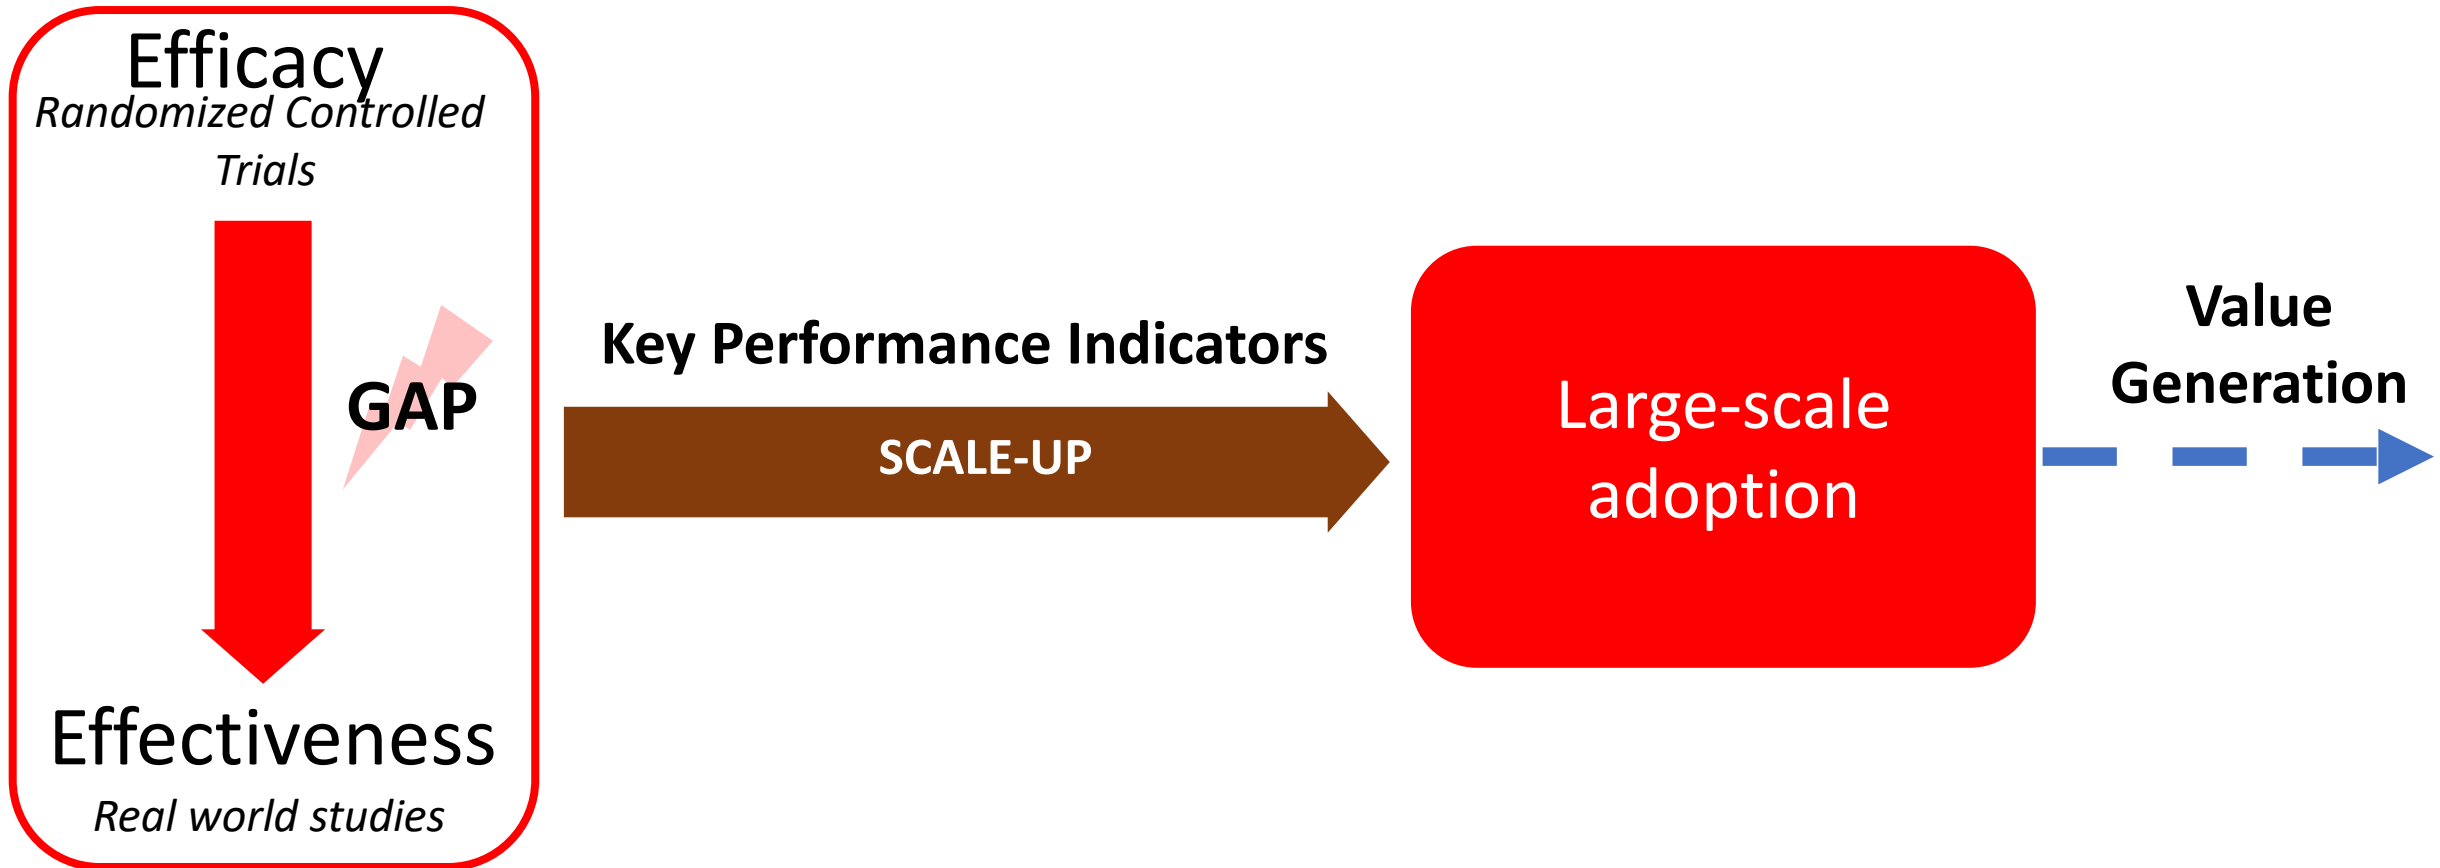 Efficacy
Randomized Controlled
Trials
GAP
Effectiveness
Real world studies
Key Performance Indicators
SCALE-UP
Large-scale
adoption
Value
Generation